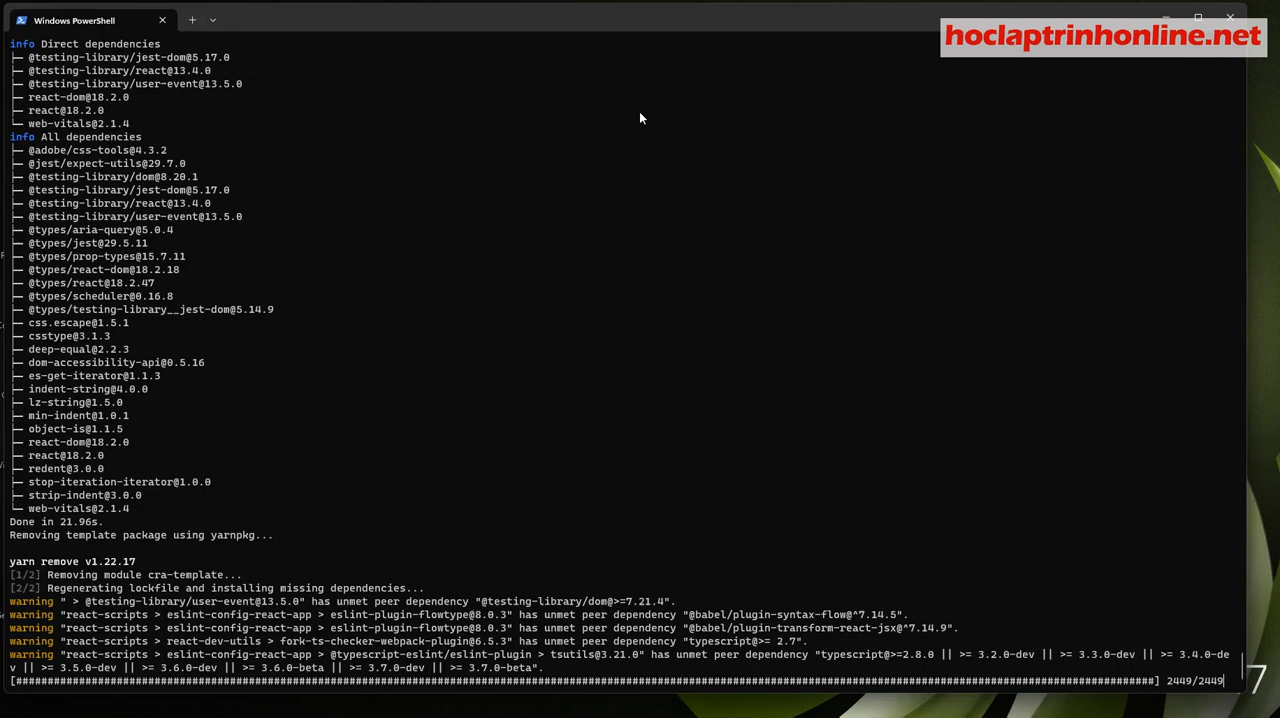 Windows PowerShell
hoclaptrinhonline.net
info Direct dependencies
├─ @testing-library/jest-dom@5.17.0
├─ @testing-library/react@13.4.0
├─ @testing-library/user-event@13.5.0
├─ react-dom@18.2.0
├─ react@18.2.0
└─ web-vitals@2.1.4
info All dependencies
├─ @adobe/css-tools@4.3.2
├─ @jest/expect-utils@29.7.0
├─ @testing-library/dom@8.20.1
├─ @testing-library/jest-dom@5.17.0
├─ @testing-library/react@13.4.0
├─ @testing-library/user-event@13.5.0
├─ @types/aria-query@5.0.4
├─ @types/jest@29.5.11
├─ @types/prop-types@15.7.11
├─ @types/react-dom@18.2.18
├─ @types/react@18.2.47
├─ @types/scheduler@0.16.8
├─ @types/testing-library__jest-dom@5.14.9
├─ css.escape@1.5.1
├─ csstype@3.1.3
├─ deep-equal@2.2.3
├─ dom-accessibility-api@0.5.16
├─ es-get-iterator@1.1.3
├─ indent-string@4.0.0
├─ lz-string@1.5.0
├─ min-indent@1.0.1
├─ object-is@1.1.5
├─ react-dom@18.2.0
├─ react@18.2.0
├─ redent@3.0.0
├─ stop-iteration-iterator@1.0.0
├─ strip-indent@3.0.0
└─ web-vitals@2.1.4
Done in 21.96s.
Removing template package using yarnpkg...
yarn remove v1.22.17
[1/2] Removing module cra-template...
[2/2] Regenerating lockfile and installing missing dependencies...
warning " > @testing-library/user-event@13.5.0" has unmet peer dependency "@testing-library/dom@>=7.21.4".
warning "react-scripts > eslint-config-react-app > eslint-plugin-flowtype@8.0.3" has unmet peer dependency "@babel/plugin-syntax-flow@^7.14.5".
warning "react-scripts > eslint-config-react-app > eslint-plugin-flowtype@8.0.3" has unmet peer dependency "@babel/plugin-transform-react-jsx@^7.14.9".
warning "react-scripts > react-dev-utils > fork-ts-checker-webpack-plugin@6.5.3" has unmet peer dependency "typescript@>= 2.7".
warning "react-scripts > eslint-config-react-app > @typescript-eslint/eslint-plugin > tsutils@3.21.0" has unmet peer dependency "typescript@>=2.8.0 || >= 3.2.0-dev || >= 3.3.0-dev || >= 3.4.0-de
v || >= 3.5.0-dev || >= 3.6.0-dev || >= 3.6.0-beta || >= 3.7.0-dev || >= 3.7.0-beta".
[####################################################################################################################################################################################] 2449/2449
7